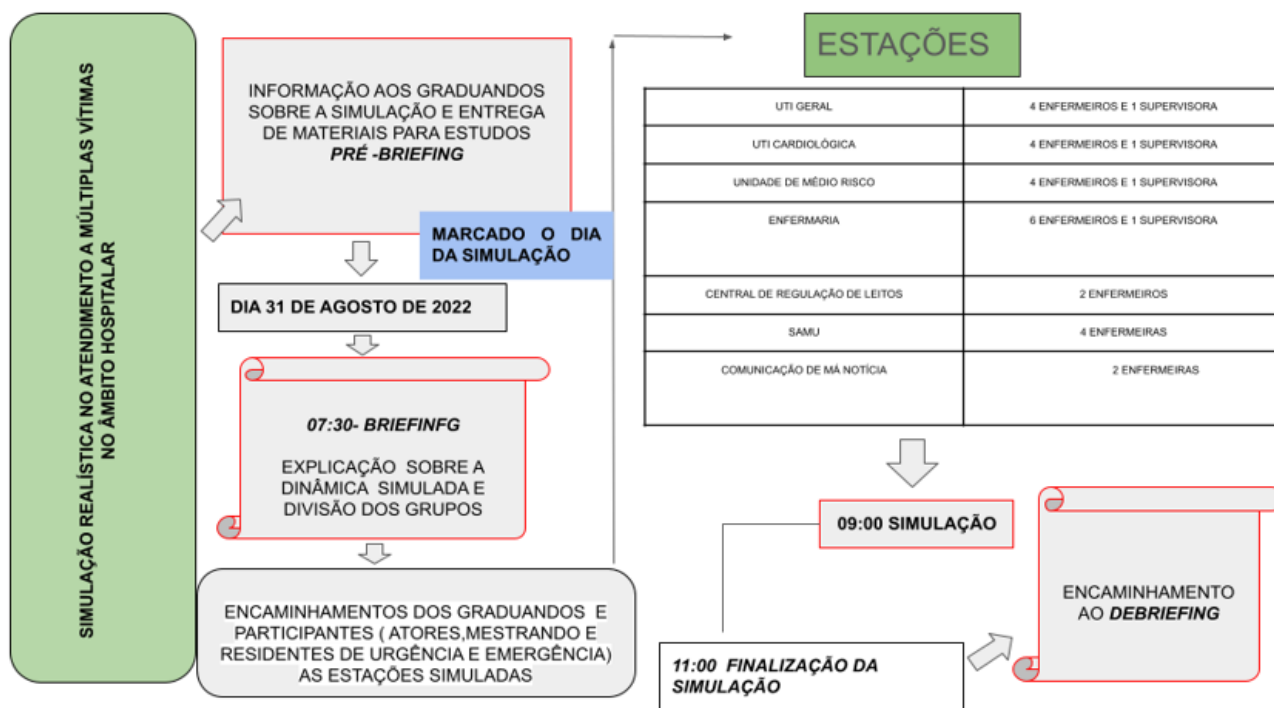 SIMULAÇÃO REALÍSTICA NO ATENDIMENTO A MÚLTIPLAS VÍTIMAS
NO ÂMBITO HOSPITALAR
INFORMAÇÃO AOS GRADUANDOS
SOBRE A SIMULAÇÃO E ENTREGA
DE MATERIAIS PARA ESTUDOS
PRÉ -BRIEFING
MARCADO O DIA
DA SIMULAÇÃO
DIA 31 DE AGOSTO DE 2022
07:30- BRIEFINFG
EXPLICAÇÃO SOBRE A
DINÂMICA SIMULADA E
DIVISÃO DOS GRUPOS
ENCAMINHAMENTOS DOS GRADUANDOS E
PARTICIPANTES ( ATORES,MESTRANDO E
RESIDENTES DE URGÊNCIA E EMERGÊNCIA)
AS ESTAÇÕES SIMULADAS
ESTAÇÕES
UTI GERAL 4 ENFERMEIROS E 1 SUPERVISORA
UTI CARDIOLÓGICA 4 ENFERMEIROS E 1 SUPERVISORA
UNIDADE DE MÉDIO RISCO 4 ENFERMEIROS E 1 SUPERVISORA
ENFERMARIA 6 ENFERMEIROS E 1 SUPERVISORA
CENTRAL DE REGULAÇÃO DE LEITOS 2 ENFERMEIROS
SAMU 4 ENFERMEIRAS
COMUNICAÇÃO DE MÁ NOTÍCIA 2 ENFERMEIRAS
09:00 SIMULAÇÃO
11:00 FINALIZAÇÃO DA
SIMULAÇÃO
ENCAMINHAMENTO
AO DEBRIEFING